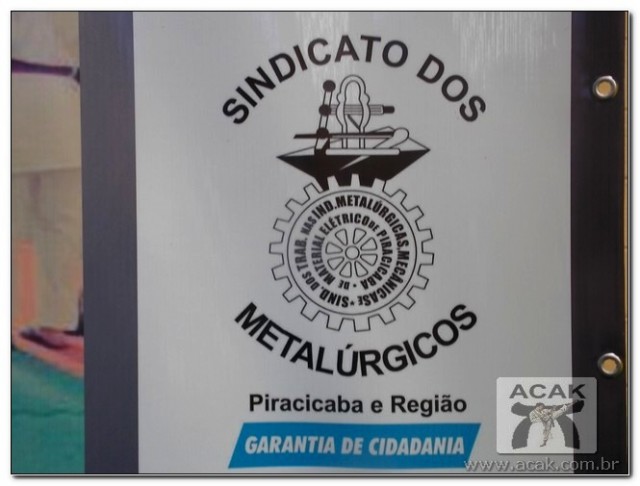 SINDICATO DOS
SIND. DOS TRAB. NAS IND. METALÚRGICAS, MECÂNICAS E
DE MATERIAL ELÉTRICO DE PIRACICABA
METALÚRGICOS
Piracicaba e Região
GARANTIA DE CIDADANIA
ACAK
www.acak.com.br